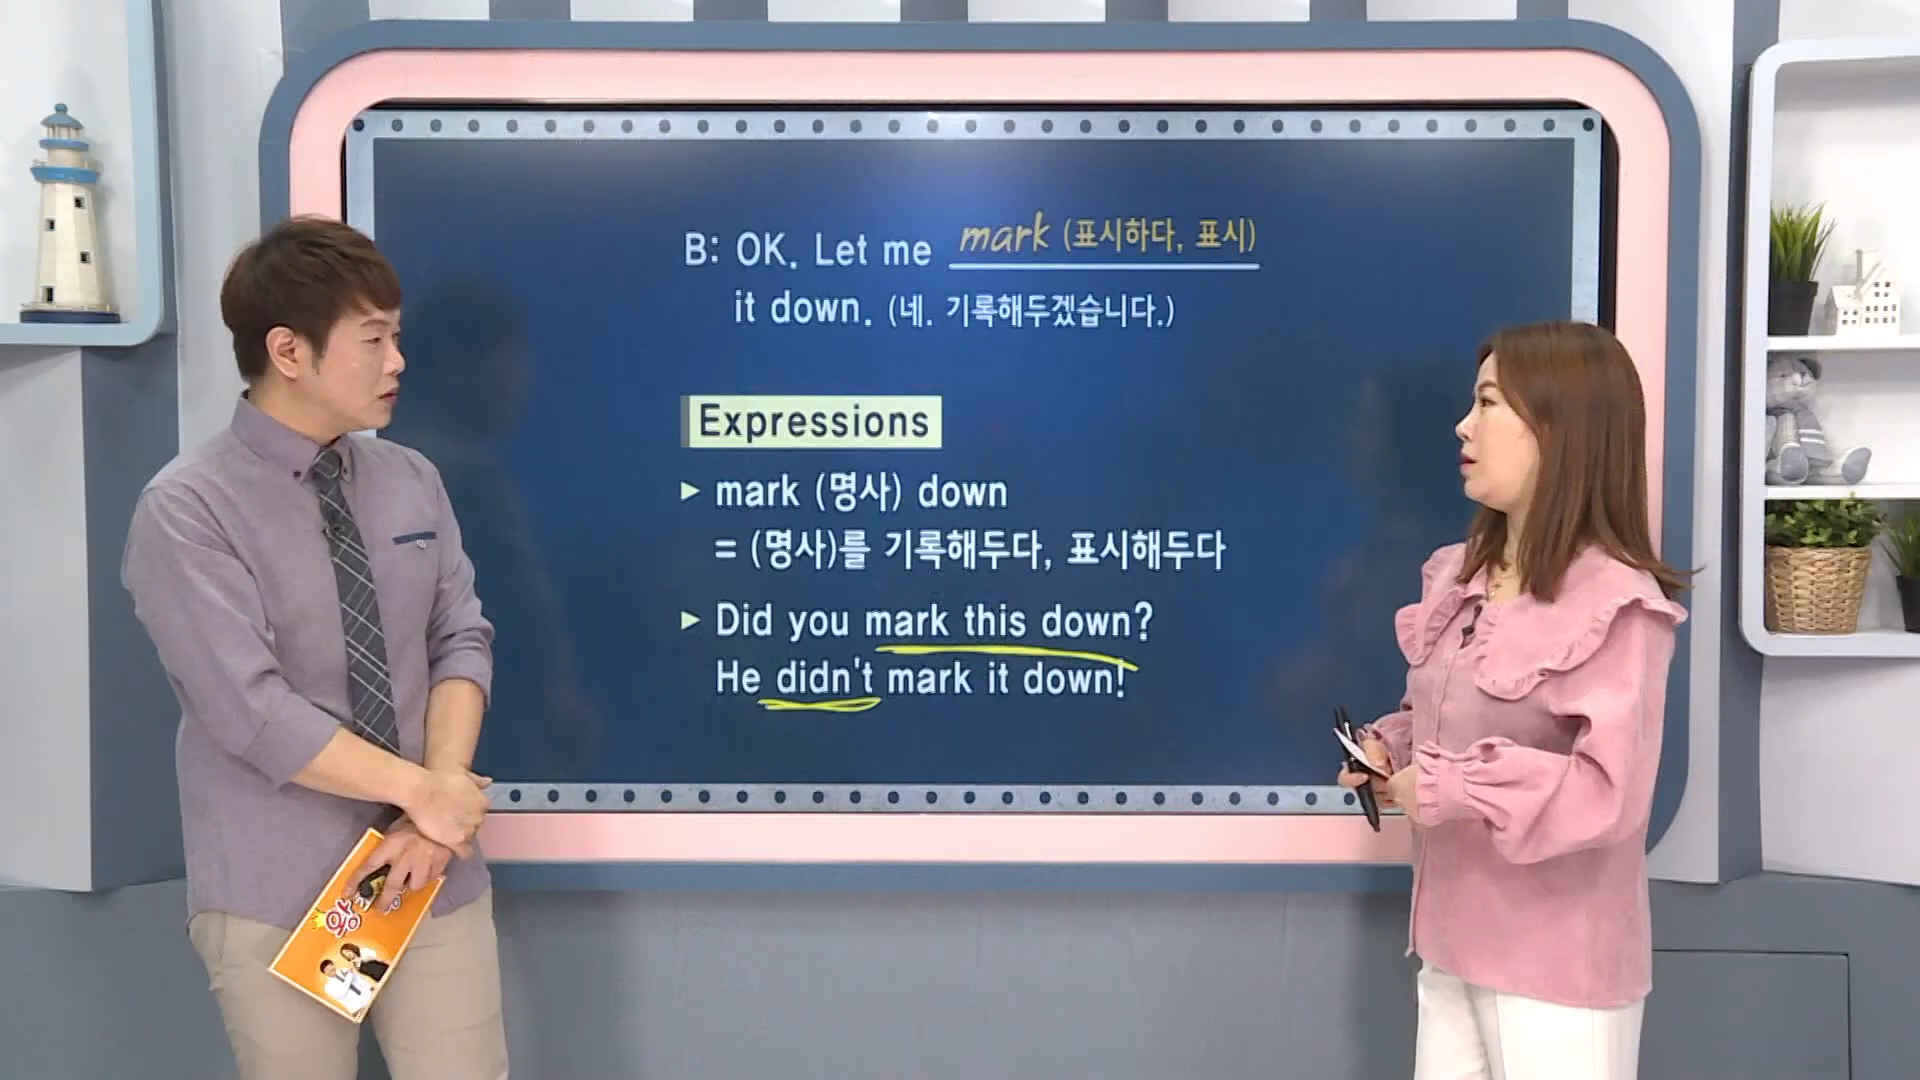 B: OK. Let me mark (표시하다, 표시)
it down. (네. 기록해두겠습니다.)
Expressions
▶ mark (명사) down
= (명사)를 기록해두다, 표시해두다
▶ Did you mark this down?
He didn't mark it down!